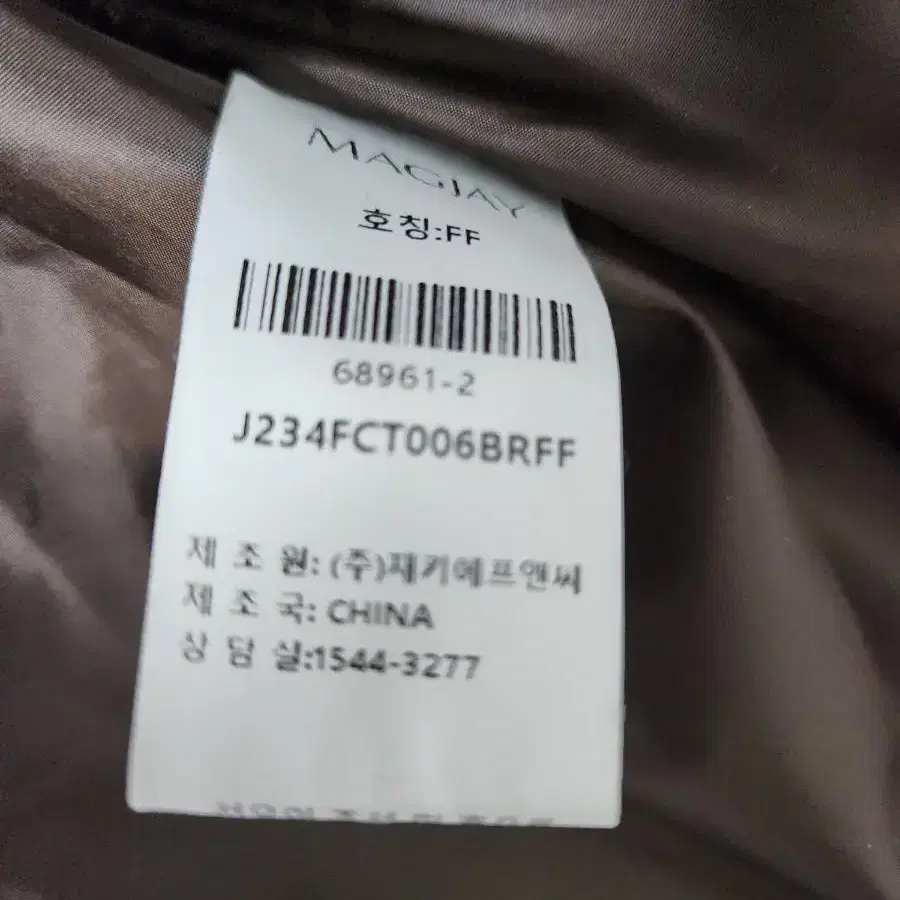 MAGJAY
호칭:FF
68961-2
J234FCT006BRFF
제 조 원: (주)재키에프앤씨
제 조 국: CHINA
상 담 실:1544-3277